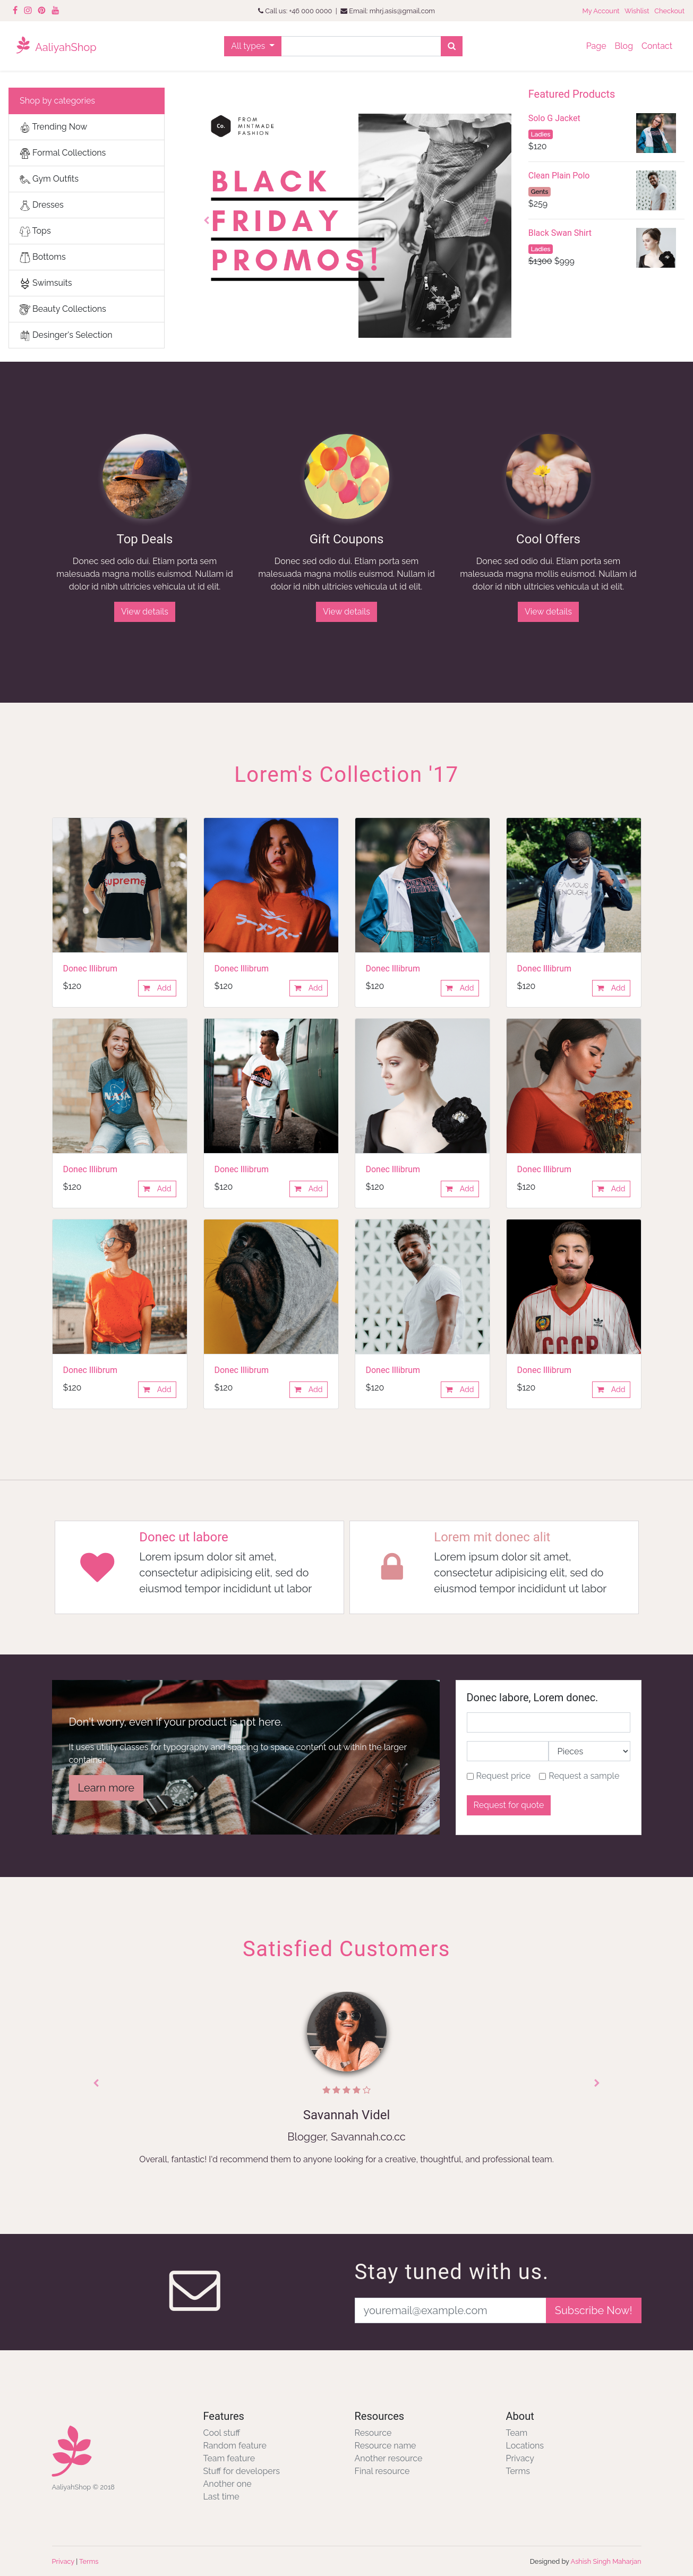 Call us: +46 000 0000 | Email: mhrj.asis@gmail.com
My Account Wishlist Checkout
AaliyahShop
All types
Page Blog Contact
Shop by categories
Trending Now
Formal Collections
Gym Outfits
Dresses
Tops
Bottoms
Swimsuits
Beauty Collections
Desinger's Selection
Co.
FROM
MINTMADE
FASHION
BLACK
FRIDAY
PROMOS!
Featured Products
Solo G Jacket
Ladies
$120
Clean Plain Polo
Gents
$259
Black Swan Shirt
Ladies
$1300 $999
Top Deals
Donec sed odio dui. Etiam porta sem
malesuada magna mollis euismod. Nullam id
dolor id nibh ultricies vehicula ut id elit.
View details
Gift Coupons
Donec sed odio dui. Etiam porta sem
malesuada magna mollis euismod. Nullam id
dolor id nibh ultricies vehicula ut id elit.
View details
Cool Offers
Donec sed odio dui. Etiam porta sem
malesuada magna mollis euismod. Nullam id
dolor id nibh ultricies vehicula ut id elit.
View details
Lorem's Collection '17
Supreme
ラーメンスー
Donec Illibrum
$120 Add
Donec Illibrum
$120 Add
Donec Illibrum
$120 Add
Donec Illibrum
$120 Add
NASA
Donec Illibrum
$120 Add
Donec Illibrum
$120 Add
Donec Illibrum
$120 Add
Donec Illibrum
$120 Add
СССР
Donec Illibrum
$120 Add
Donec Illibrum
$120 Add
Donec Illibrum
$120 Add
Donec Illibrum
$120 Add
Donec ut labore
Lorem ipsum dolor sit amet,
consectetur adipisicing elit, sed do
eiusmod tempor incididunt ut labor
Lorem mit donec alit
Lorem ipsum dolor sit amet,
consectetur adipisicing elit, sed do
eiusmod tempor incididunt ut labor
Don't worry, even if your product is not here.
It uses utility classes for typography and spacing to space content out within the larger
container.
Learn more
Donec labore, Lorem donec.
Pieces
Request price Request a sample
Request for quote
Satisfied Customers
Savannah Videl
Blogger, Savannah.co.cc
Overall, fantastic! I'd recommend them to anyone looking for a creative, thoughtful, and professional team.
Stay tuned with us.
youremail@example.com Subscribe Now!
AaliyahShop © 2018
Features
Cool stuff
Random feature
Team feature
Stuff for developers
Another one
Last time
Resources
Resource
Resource name
Another resource
Final resource
About
Team
Locations
Privacy
Terms
Privacy | Terms
Designed by Ashish Singh Maharjan